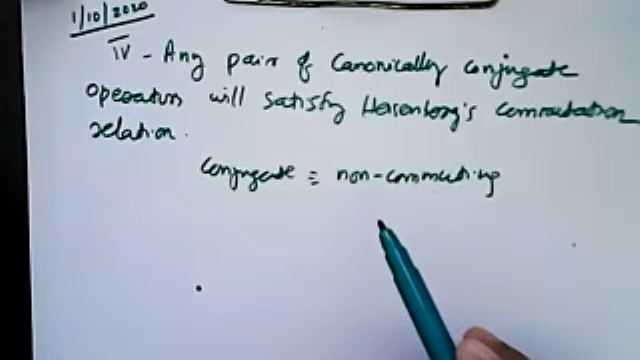 1/10/2020
IV - Any pair of Canonically conjugate
operators will satisfy Heisenberg's commutation
relation.
conjugate = non-commuting